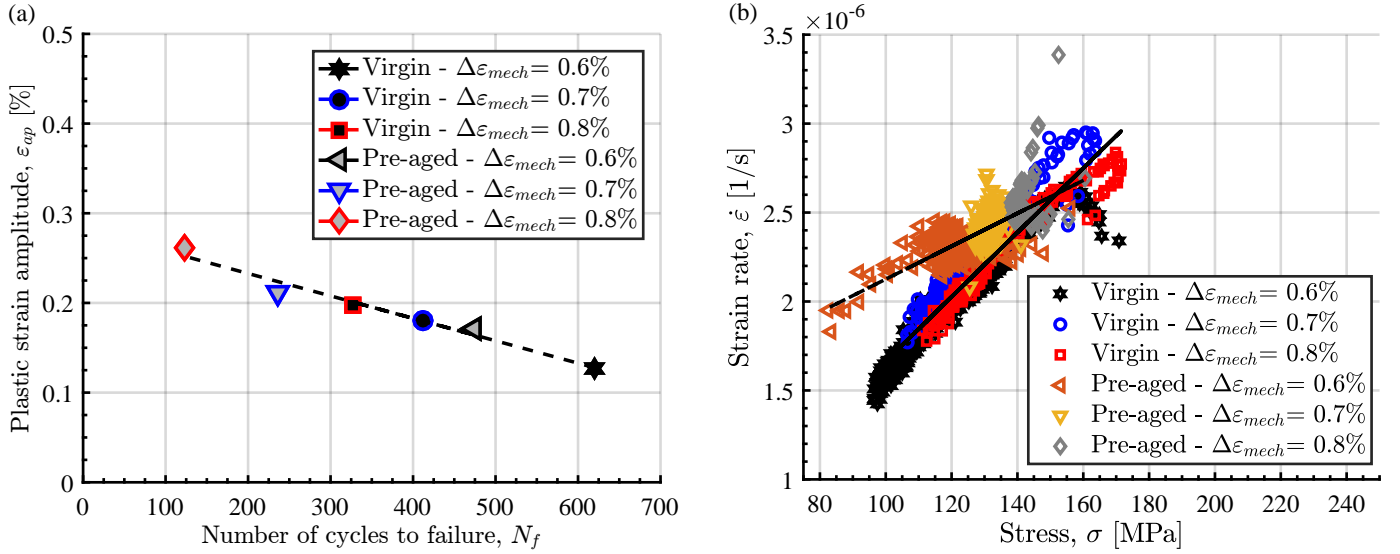 (a)
Plastic strain amplitude, ε_ap [%]
0.5
0.4
0.3
0.2
0.1
0
0 100 200 300 400 500 600 700
Number of cycles to failure, N_f
Virgin - Δε_mech= 0.6%
Virgin - Δε_mech= 0.7%
Virgin - Δε_mech= 0.8%
Pre-aged - Δε_mech= 0.6%
Pre-aged - Δε_mech= 0.7%
Pre-aged - Δε_mech= 0.8%
(b)
×10⁻⁶
Strain rate, ε̇ [1/s]
3.5
3
2.5
2
1.5
1
80 100 120 140 160 180 200 220 240
Stress, σ [MPa]
Virgin - Δε_mech= 0.6%
Virgin - Δε_mech= 0.7%
Virgin - Δε_mech= 0.8%
Pre-aged - Δε_mech= 0.6%
Pre-aged - Δε_mech= 0.7%
Pre-aged - Δε_mech= 0.8%